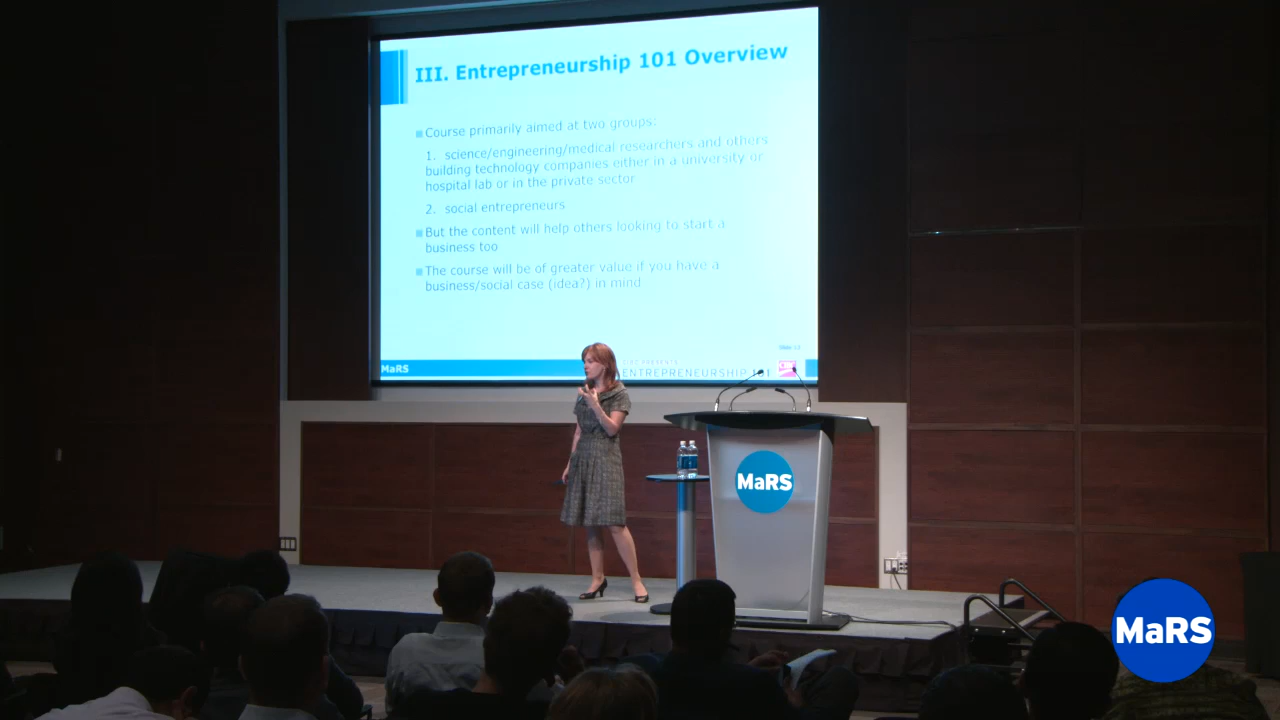 III. Entrepreneurship 101 Overview
Course primarily aimed at two groups:
1. science/engineering/medical researchers and others
building technology companies either in a university or
hospital lab or in the private sector
2. social entrepreneurs
But the content will help others looking to start a
business too
The course will be of greater value if you have a
business/social case (idea?) in mind
MaRS
ENTREPRENEURSHIP 101
MaRS
MaRS